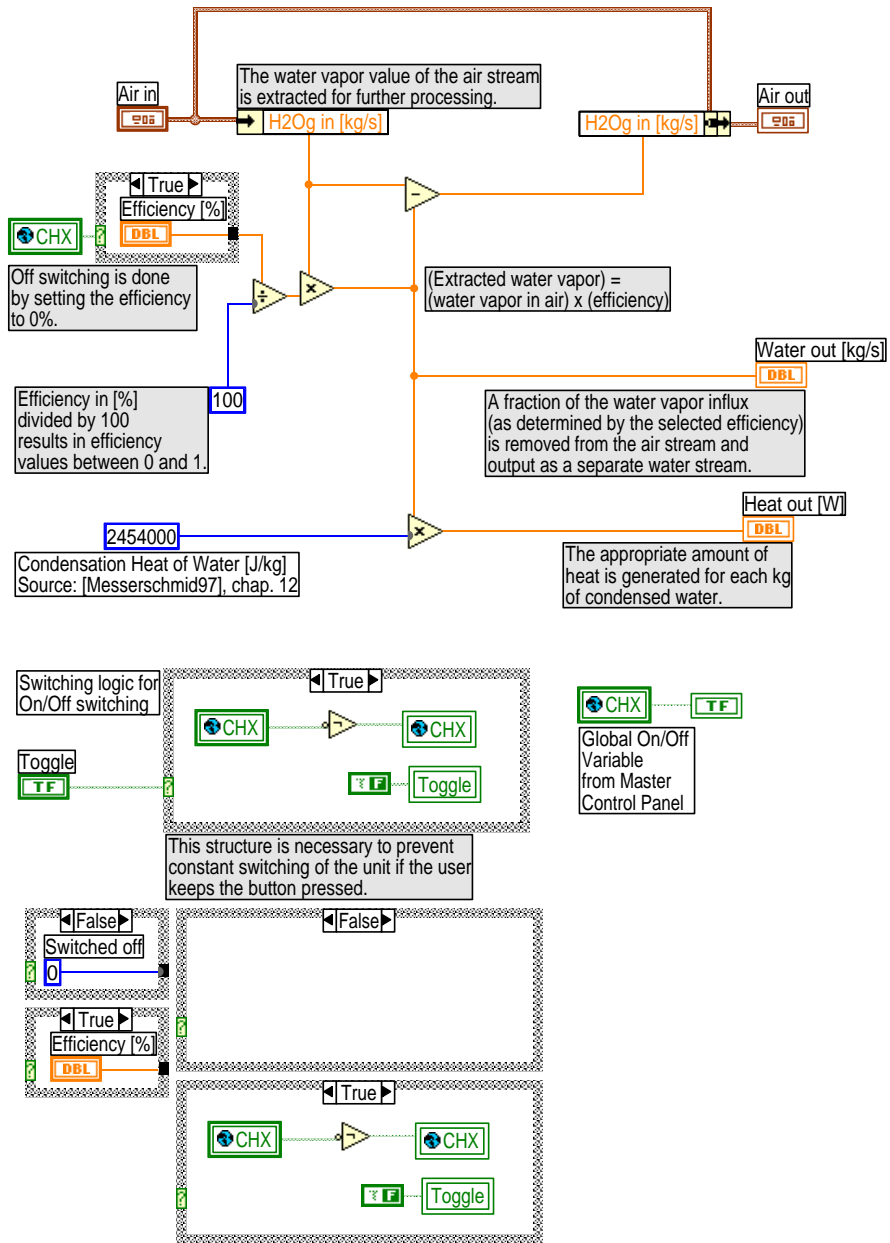 The water vapor value of the air stream
is extracted for further processing.
Air in
Air out
H2Og in [kg/s]
H2Og in [kg/s]
True
Efficiency [%]
DBL
CHX
-
Off switching is done
by setting the efficiency
to 0%.
÷
x
(Extracted water vapor) =
(water vapor in air) x (efficiency)
Water out [kg/s]
DBL
Efficiency in [%]
divided by 100
results in efficiency
values between 0 and 1.
100
A fraction of the water vapor influx
(as determined by the selected efficiency)
is removed from the air stream and
output as a separate water stream.
Heat out [W]
DBL
2454000
x
Condensation Heat of Water [J/kg]
Source: [Messerschmid97], chap. 12
The appropriate amount of
heat is generated for each kg
of condensed water.
Switching logic for
On/Off switching
True
CHX
CHX
CHX
TF
Toggle
TF
?
F
Toggle
Global On/Off
Variable
from Master
Control Panel
This structure is necessary to prevent
constant switching of the unit if the user
keeps the button pressed.
False
Switched off
?
0
False
?
True
Efficiency [%]
?
DBL
True
CHX
CHX
?
F
Toggle